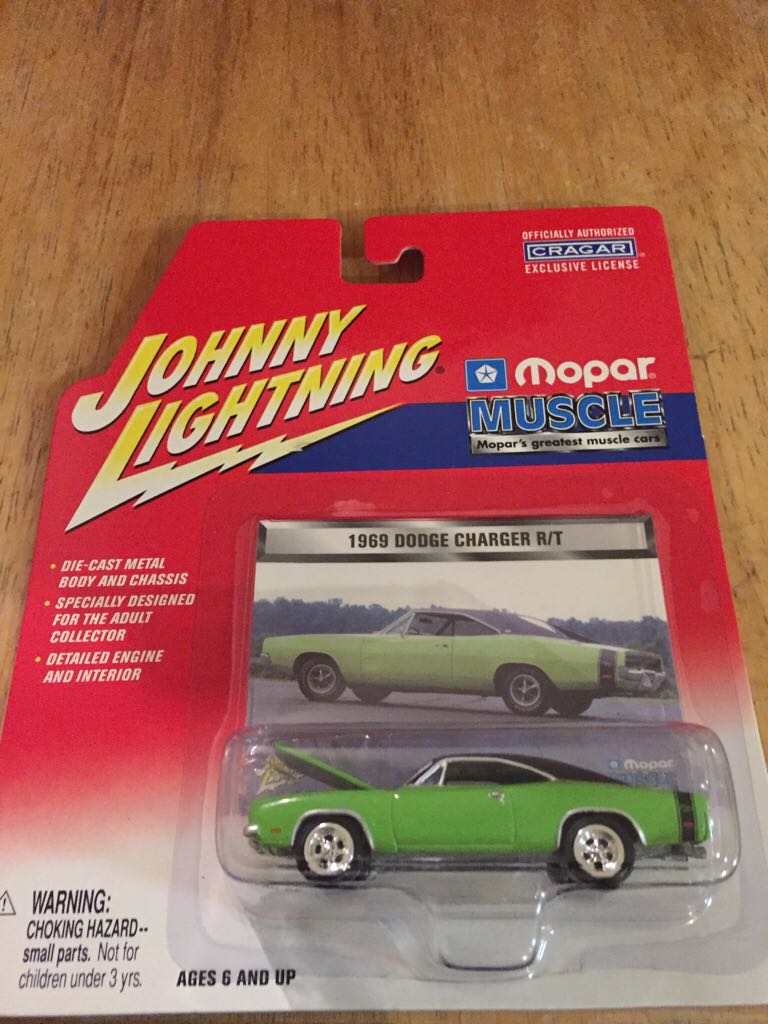 OFFICIALLY AUTHORIZED
CRAGAR®
EXCLUSIVE LICENSE
JOHNNY
LIGHTNING®
Mopar®
MUSCLE
Mopar's greatest muscle cars
1969 DODGE CHARGER R/T
• DIE-CAST METAL
BODY AND CHASSIS
• SPECIALLY DESIGNED
FOR THE ADULT
COLLECTOR
• DETAILED ENGINE
AND INTERIOR
Mopar
MUSCLE
WARNING:
CHOKING HAZARD--
small parts. Not for
children under 3 yrs.
AGES 6 AND UP